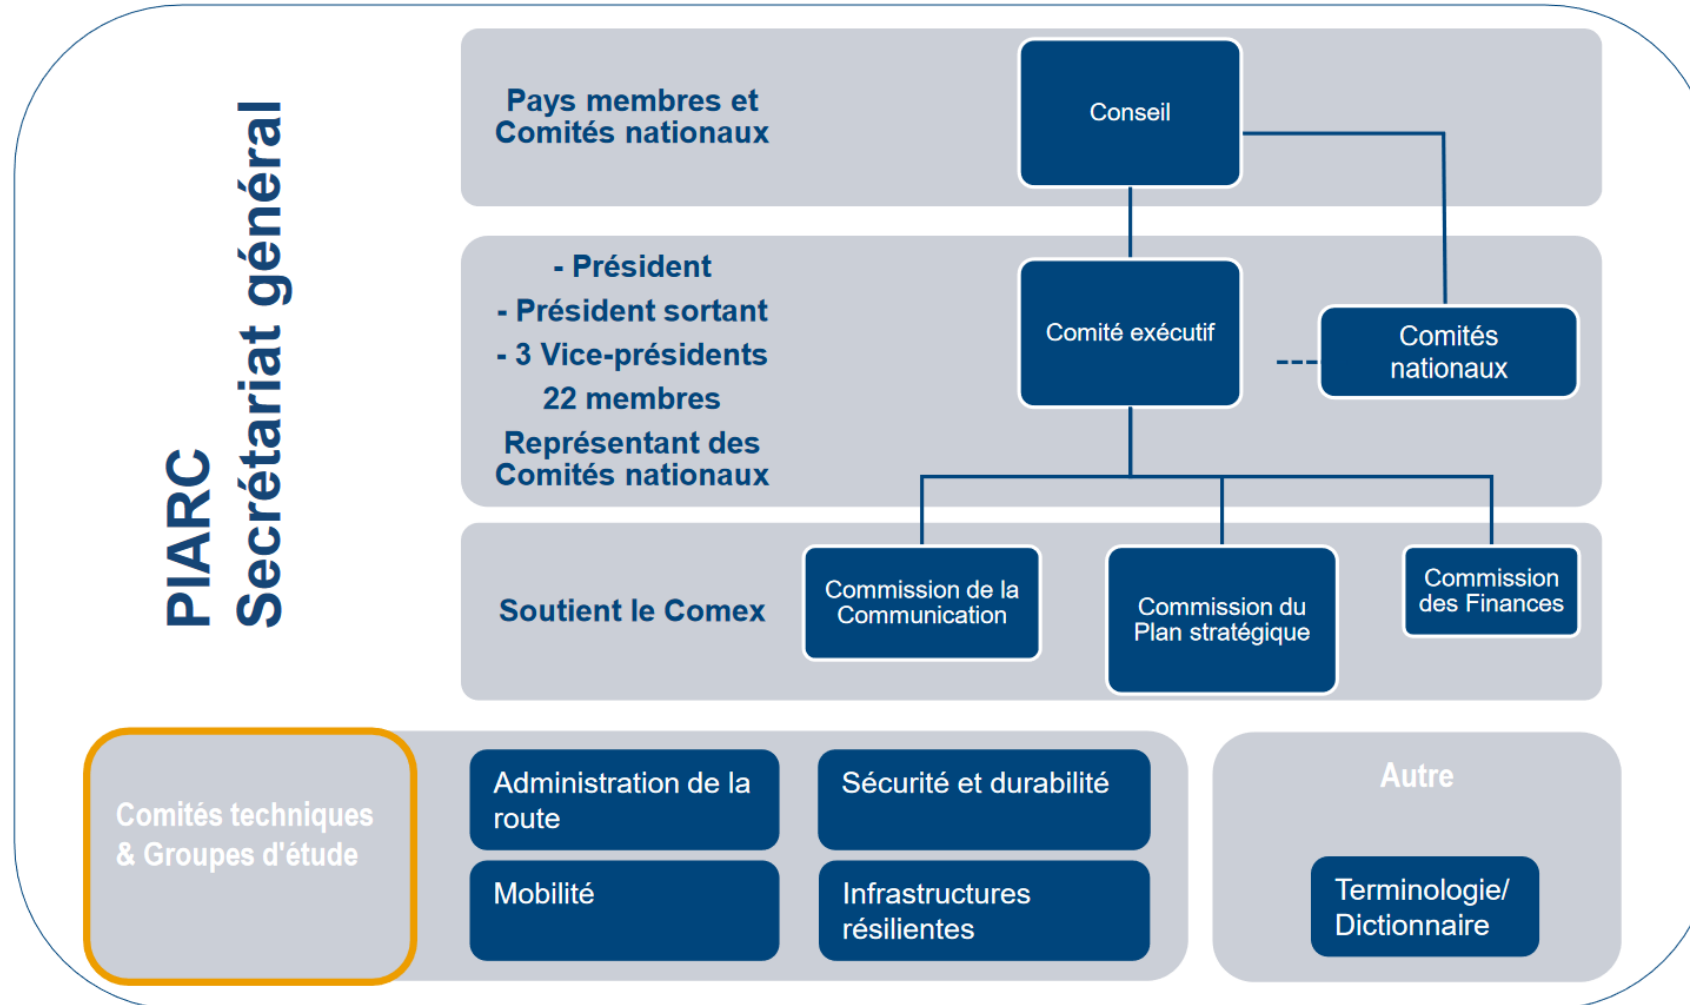 PIARC
Secrétariat général
Pays membres et
Comités nationaux
Conseil
- Président
- Président sortant
- 3 Vice-présidents
22 membres
Représentant des
Comités nationaux
Comité exécutif
Comités
nationaux
Soutient le Comex
Commission de la
Communication
Commission du
Plan stratégique
Commission
des Finances
Comités techniques
& Groupes d'étude
Administration de la
route
Sécurité et durabilité
Mobilité
Infrastructures
résilientes
Autre
Terminologie/
Dictionnaire